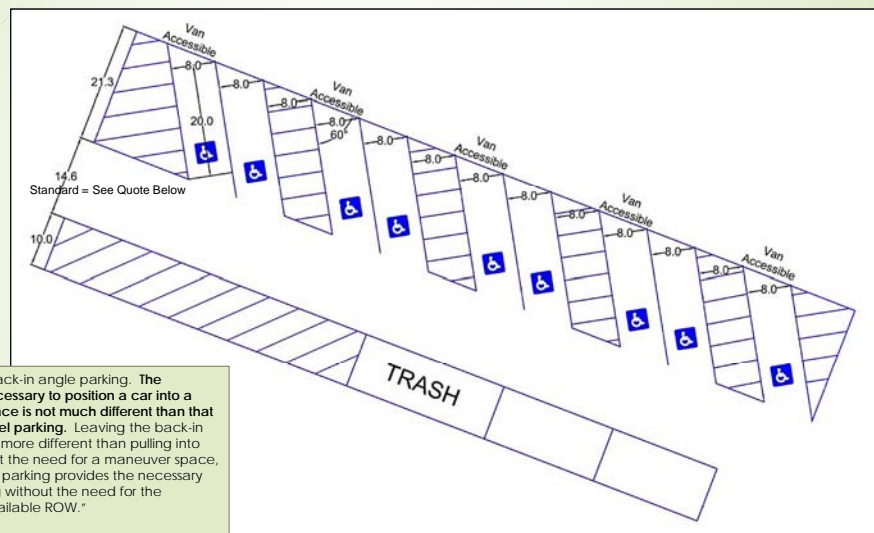 Van
Accessible
8.0
8.0
21.3
20.0
8.0
Van
Accessible
8.0
60°
8.0
8.0
Van
Accessible
8.0
8.0
8.0
Van
Accessible
8.0
8.0
8.0
Van
Accessible
8.0
14.6
Standard = See Quote Below
10.0
TRASH
ack-in angle parking. The
cessary to position a car into a
ace is not much different than that
el parking. Leaving the back-in
more different than pulling into
t the need for a maneuver space,
parking provides the necessary
g without the need for the
ailable ROW."